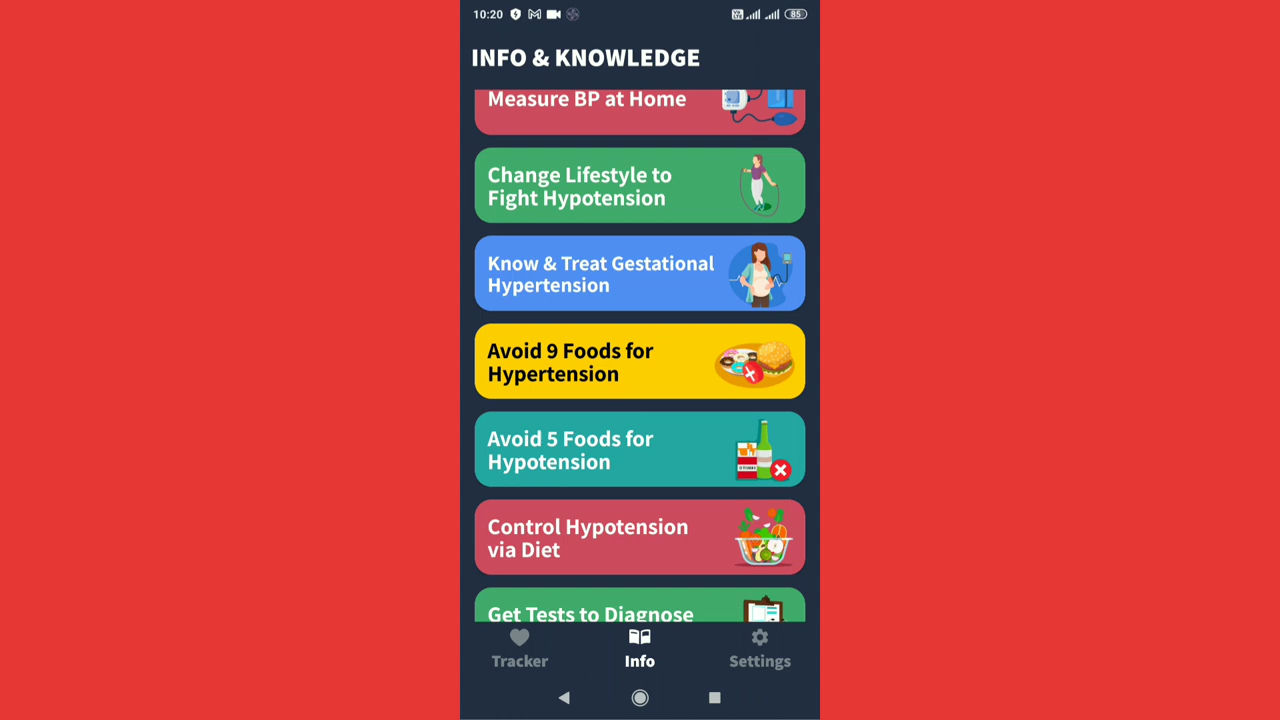 10:20
85
INFO & KNOWLEDGE
Measure BP at Home
Change Lifestyle to
Fight Hypotension
Know & Treat Gestational
Hypertension
Avoid 9 Foods for
Hypertension
Avoid 5 Foods for
Hypotension
Control Hypotension
via Diet
Get Tests to Diagnose
Tracker
Info
Settings